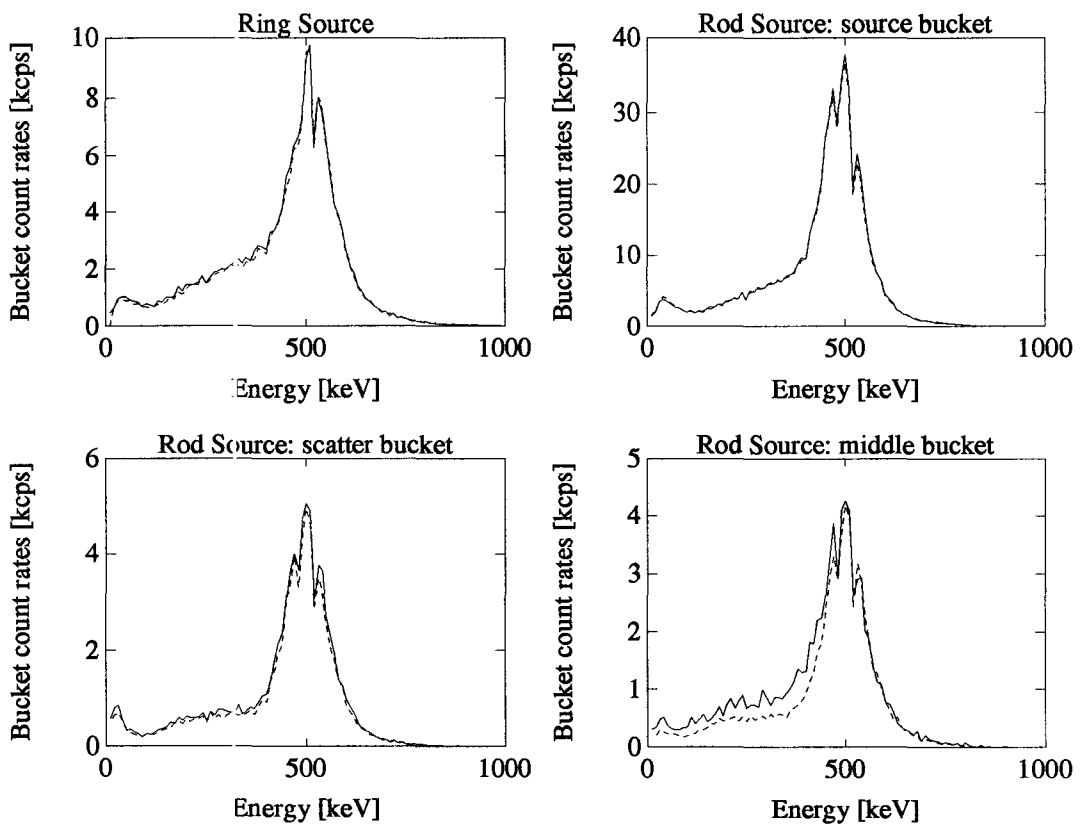 Ring Source
Bucket count rates [kcps]
10
8
6
4
2
0
0 500 1000
Energy [keV]
Rod Source: source bucket
Bucket count rates [kcps]
40
30
20
10
0
0 500 1000
Energy [keV]
Rod Source: scatter bucket
Bucket count rates [kcps]
6
4
2
0
0 500 1000
Energy [keV]
Rod Source: middle bucket
Bucket count rates [kcps]
5
4
3
2
1
0
0 500 1000
Energy [keV]